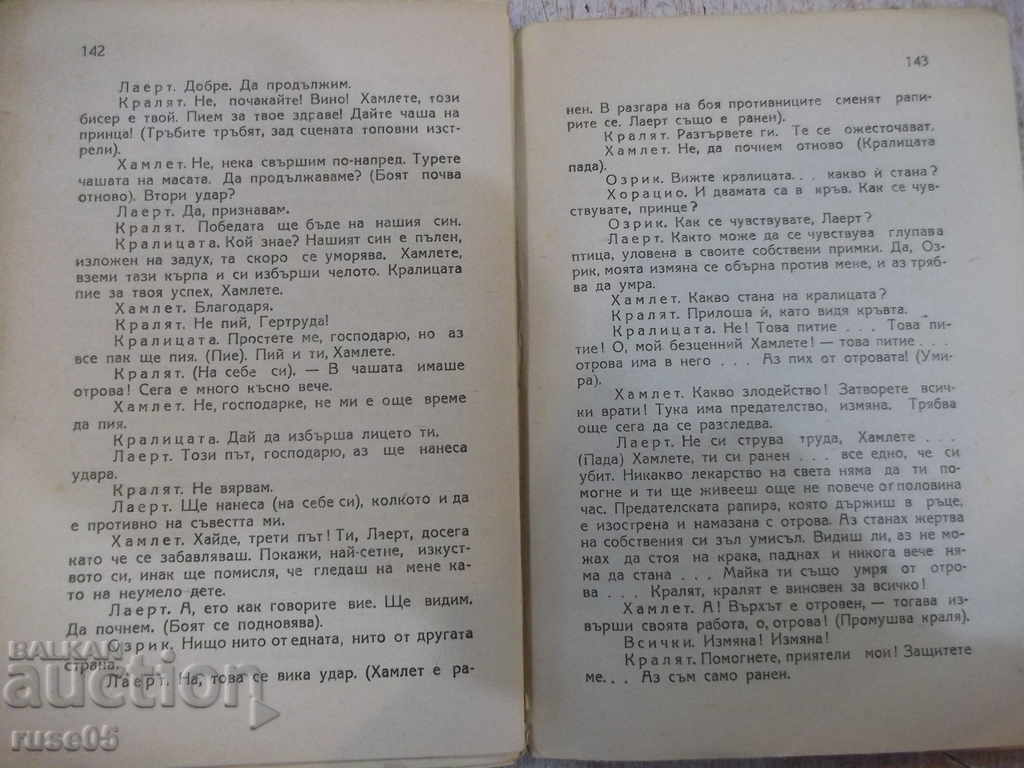 142
Лаерт. Добре. Да продължим.
Кралят. Не, почакайте! Вино! Хамлете, този
бисер е твой. Пием за твое здраве! Дайте чаша на
принца! (Тръбите тръбят, зад сцената топовни изст-
рели).
Хамлет. Не, нека свършим по-напред. Турете
чашата на масата. Да продължаваме? (Боят почва
отново). Втори удар?
Лаерт. Да, признавам.
Кралят. Победата ще бъде на нашия син.
Кралицата. Кой знае? Нашият син е пълен,
изложен на задух, та скоро се уморява. Хамлете,
вземи тази кърпа и си избърши челото. Кралицата
пие за твоя успех, Хамлете.
Хамлет. Благодаря.
Кралят. Не пий, Гертруда!
Кралицата. Простете ме, господарю, но аз
все пак ще пия. (Пие). Пий и ти, Хамлете.
Кралят. (На себе си). — В чашата имаше
отрова! Сега е много късно вече.
Хамлет. Не, господарке, не ми е още време
да пия.
Кралицата. Дай да избърша лицето ти.
Лаерт. Този път, господарю, аз ще нанеса
удара.
Кралят. Не вярвам.
Лаерт. Ще нанеса (на себе си), колкото и да
е противно на съвестта ми.
Хамлет. Хайде, трети път! Ти, Лаерт, досега
като че се забавляваш. Покажи, най-сетне, изкуст-
вото си, инак ще помисля, че гледаш на мене ка-
то на неумело дете.
Лаерт. А, ето как говорите вие. Ще видим.
Да почнем. (Боят се подновява).
Озрик. Нищо нито от едната, нито от другата
страна.
Лаерт. На, това се вика удар. (Хамлет е ра-
143
нен. В разгара на боя противниците сменят рапи-
рите се. Лаерт също е ранен).
Кралят. Разтървете ги. Те се ожесточават.
Хамлет. Не, да почнем отново (Кралицата
пада).
Озрик. Вижте кралицата. . . какво й стана?
Хорацио. И двамата са в кръв. Как се чув-
ствувате, принце?
Озрик. Как се чувствувате, Лаерт?
Лаерт. Както може да се чувствува глупава
птица, уловена в своите собствени примки. Да, Оз-
рик, моята измяна се обърна против мене, и аз тряб-
ва да умра.
Хамлет. Какво стана на кралицата?
Кралят. Прилоша й, като видя кръвта.
Кралицата. Не! Това питие . . . Това пи-
тие! О, мой безценний Хамлете! — това питие . . .
отрова има в него . . . Аз пих от отровата! (Уми-
ра).
Хамлет. Какво злодейство! Затворете всич-
ки врати! Тука има предателство, измяна. Трябва
още сега да се разследва.
Лаерт. Не си струва труда, Хамлете . . .
(Пада) Хамлете, ти си ранен . . . все едно, че си
убит. Никакво лекарство на света няма да ти по-
могне и ти ще живееш още не повече от половина
час. Предателската рапира, която държиш в ръце,
е изострена и намазана с отрова. Аз станах жертва
на собствения си зъл умисъл. Видиш ли, аз не мо-
жах да стоя на крака, паднах и никога вече ня-
ма да стана . . . Майка ти също умря от отро-
ва . . . Кралят, кралят е виновен за всичко!
Хамлет. А! Върхът е отровен, — тогава из-
върши своята работа, о, отрова! (Промушва краля).
Всички. Измяна! Измяна!
Кралят. Помогнете, приятели мои! Защитете
ме. . . Аз съм само ранен.
БАЛКАН
auction
ruse05